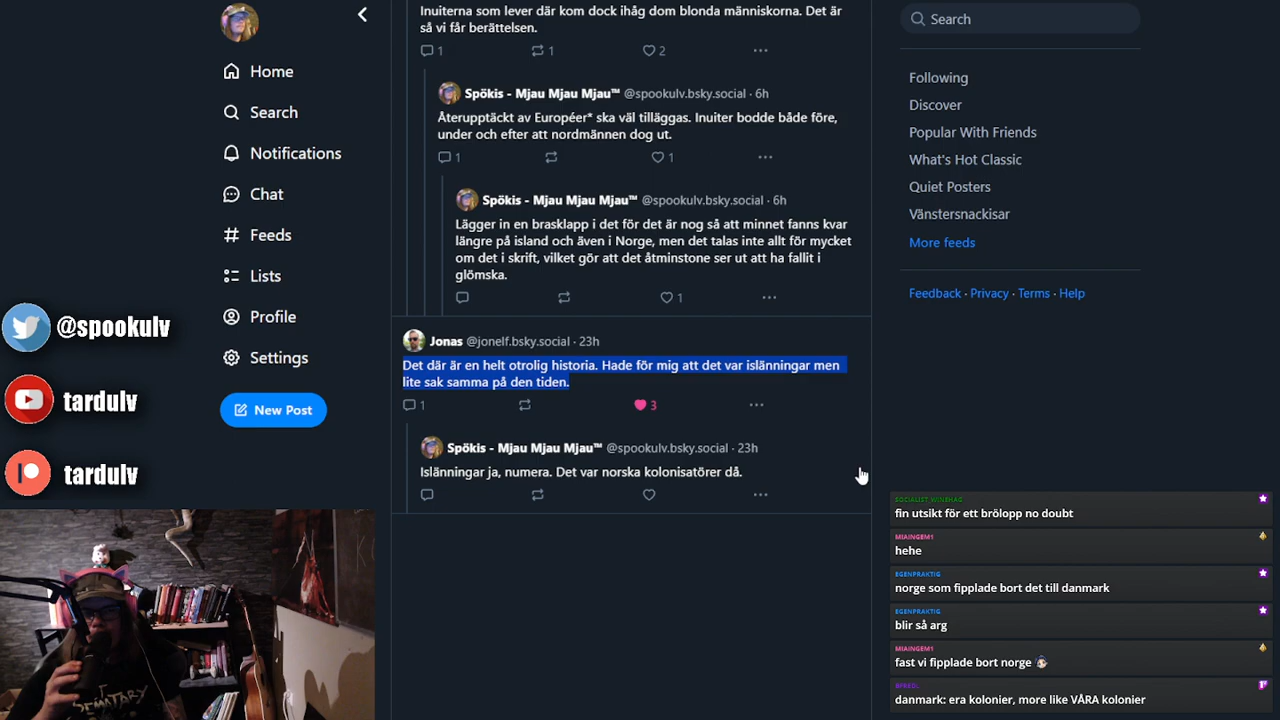 Home
Search
Notifications
Chat
Feeds
Lists
Profile
Settings
New Post
@spookulv
tardulv
tardulv
Inuiterna som lever där kom dock ihåg dom blonda människorna. Det är
så vi får berättelsen.
1 1 2
Spökis - Mjau Mjau Mjau™ @spookulv.bsky.social · 6h
Återupptäckt av Européer* ska väl tilläggas. Inuiter bodde både före,
under och efter att nordmännen dog ut.
1 1
Spökis - Mjau Mjau Mjau™ @spookulv.bsky.social · 6h
Lägger in en brasklapp i det för det är nog så att minnet fanns kvar
längre på island och även i Norge, men det talas inte allt för mycket
om det i skrift, vilket gör att det åtminstone ser ut att ha fallit i
glömska.
1
Jonas @jonelf.bsky.social · 23h
Det där är en helt otrolig historia. Hade för mig att det var islänningar men
lite sak samma på den tiden.
1 3
Spökis - Mjau Mjau Mjau™ @spookulv.bsky.social · 23h
Islänningar ja, numera. Det var norska kolonisatörer då.
Search
Following
Discover
Popular With Friends
What's Hot Classic
Quiet Posters
Vänstersnackisar
More feeds
Feedback · Privacy · Terms · Help
SOCIALIST_WINEHAG
fin utsikt för ett brölopp no doubt
MIAINGEM1
hehe
EGENPRAKTIG
norge som fipplade bort det till danmark
EGENPRAKTIG
blir så arg
MIAINGEM1
fast vi fipplade bort norge
danmark: era kolonier, more like VÅRA kolonier